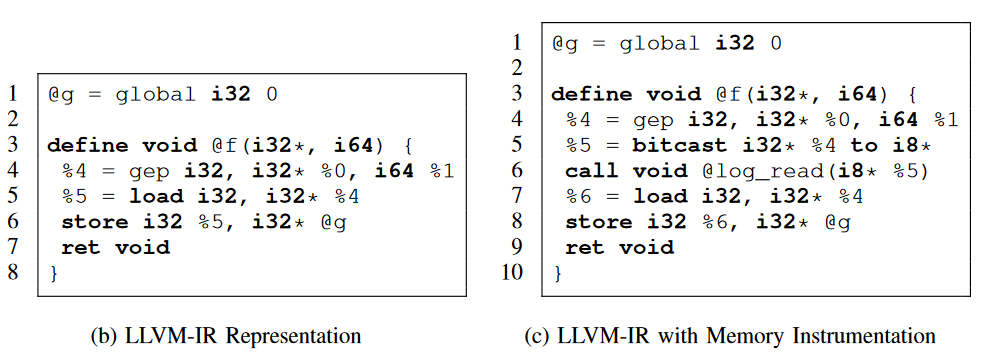 1 @g = global i32 0
2
3 define void @f(i32*, i64) {
4 %4 = gep i32, i32* %0, i64 %1
5 %5 = load i32, i32* %4
6 store i32 %5, i32* @g
7 ret void
8 }
(b) LLVM-IR Representation
1 @g = global i32 0
2
3 define void @f(i32*, i64) {
4 %4 = gep i32, i32* %0, i64 %1
5 %5 = bitcast i32* %4 to i8*
6 call void @log_read(i8* %5)
7 %6 = load i32, i32* %4
8 store i32 %6, i32* @g
9 ret void
10 }
(c) LLVM-IR with Memory Instrumentation